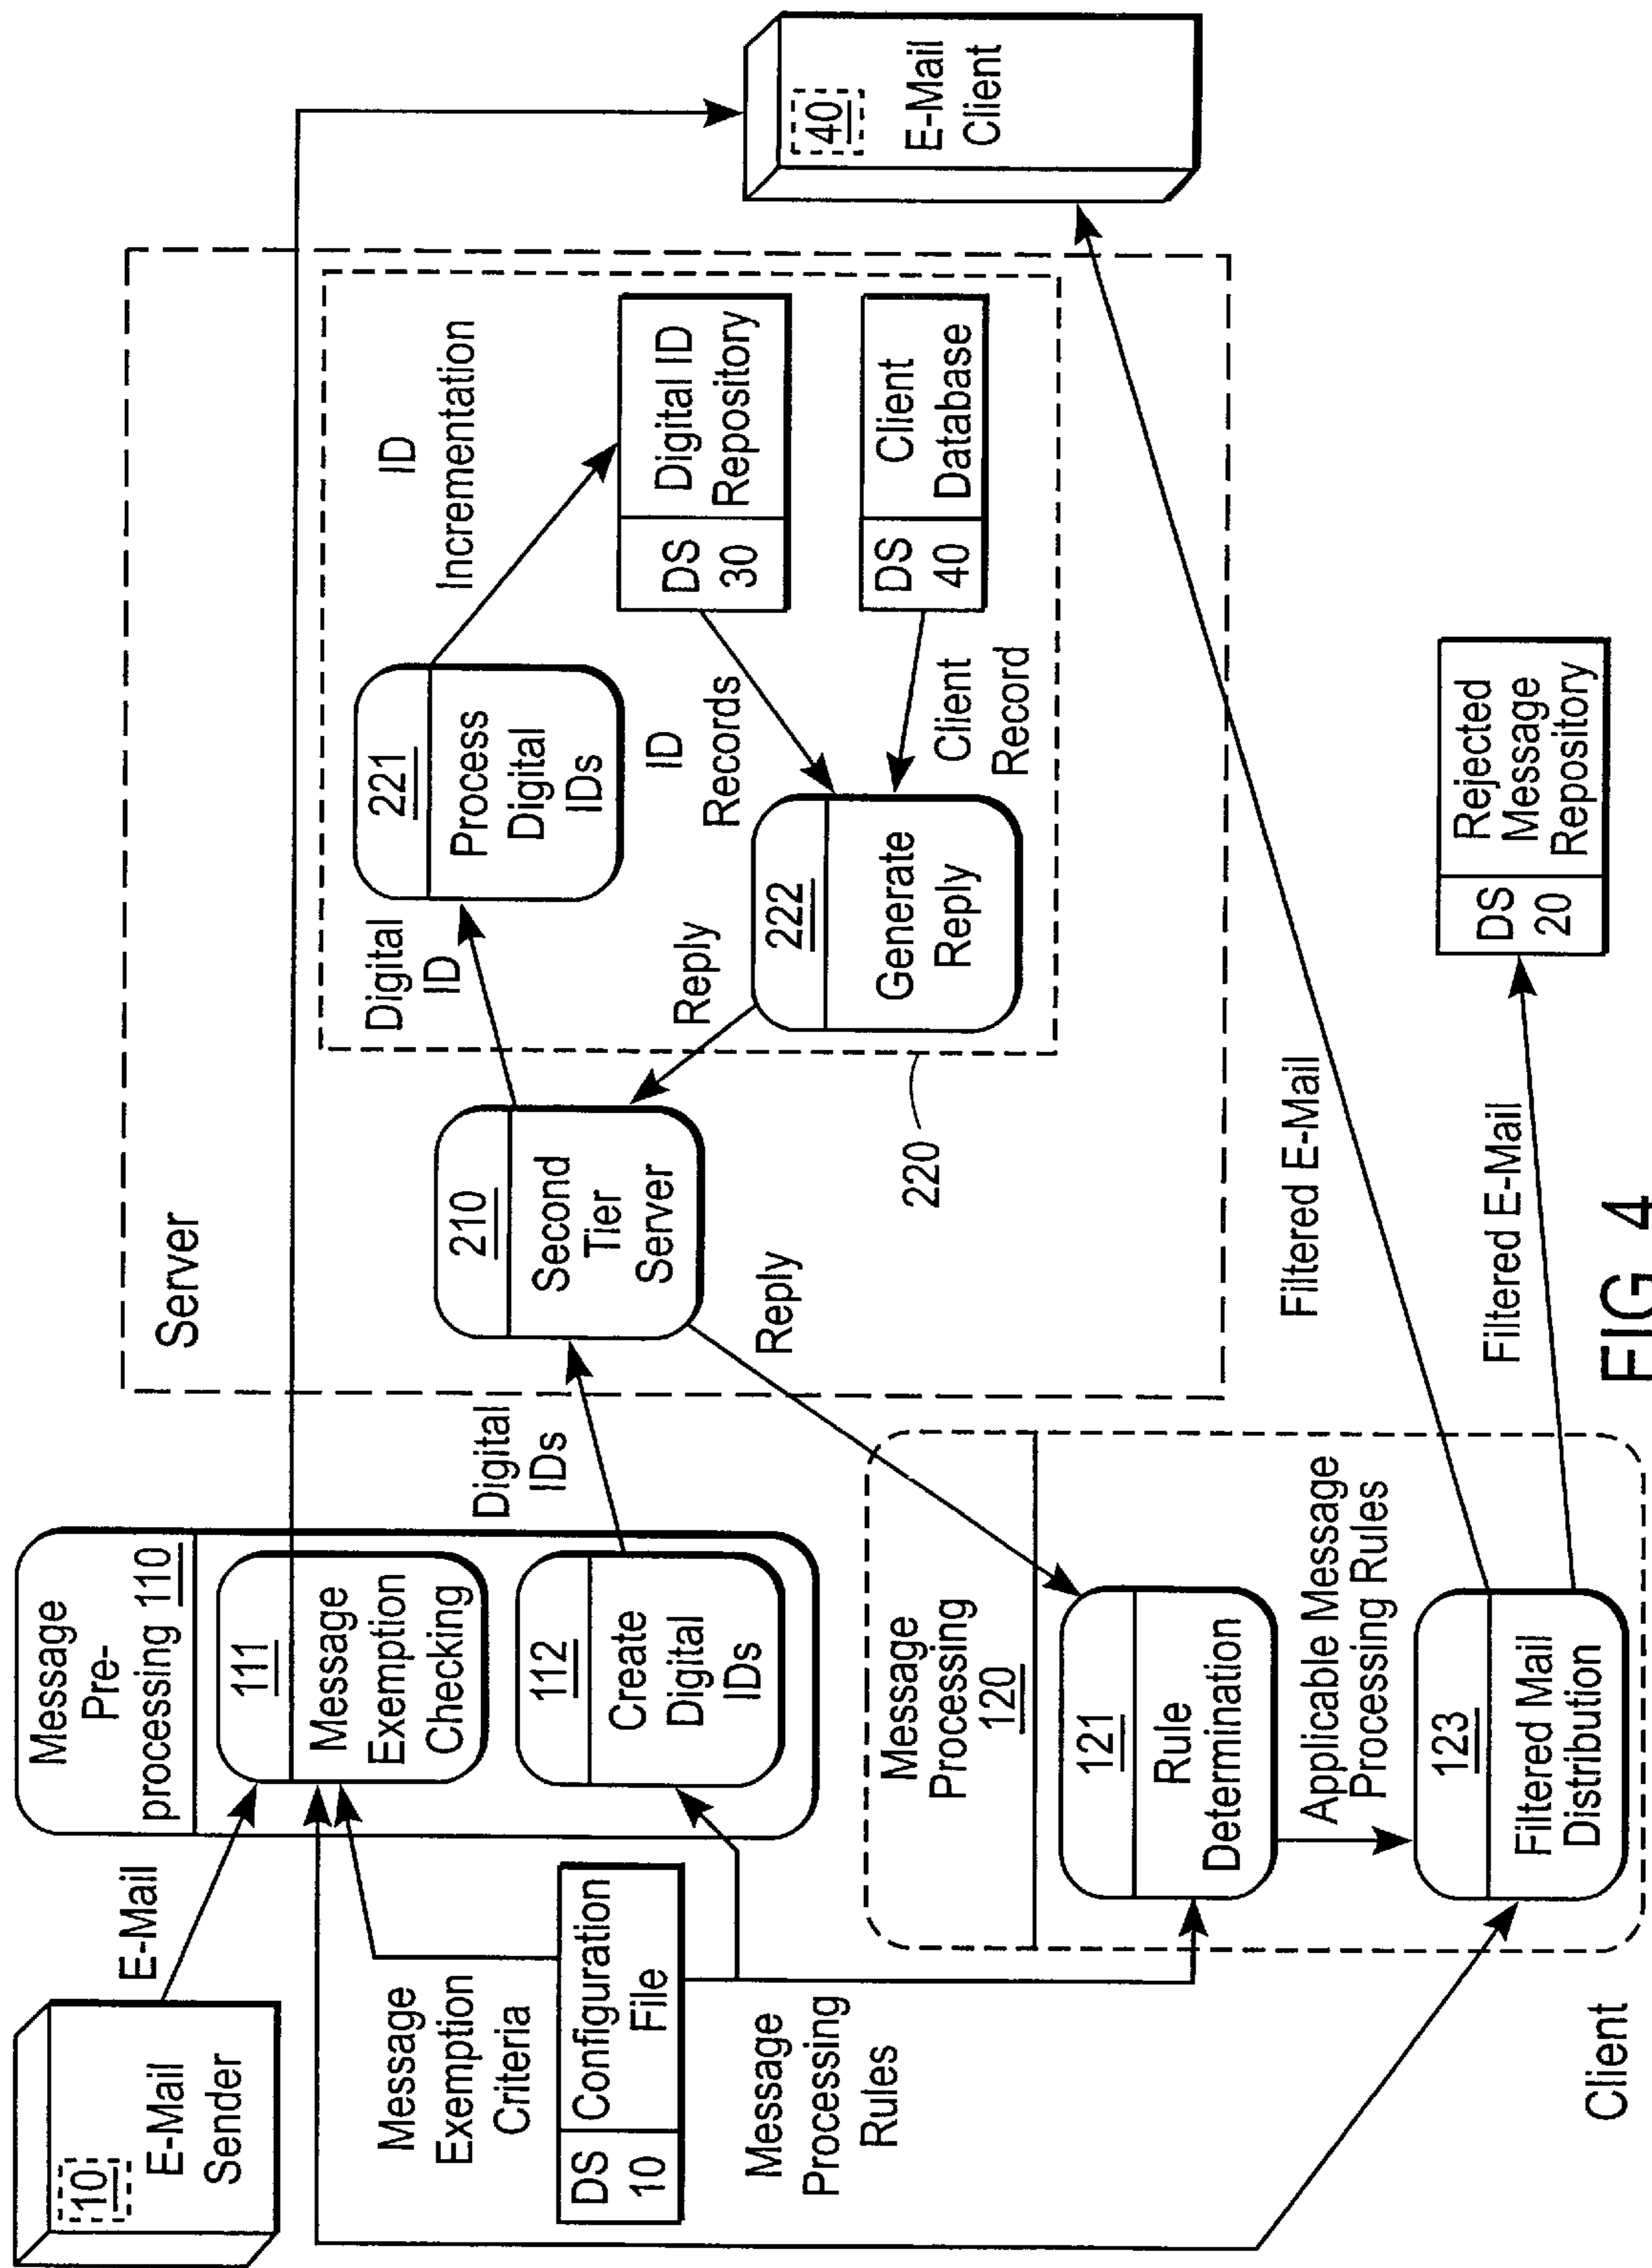 10
E-Mail
Sender
E-Mail
Message
Pre-
processing 110
111
Message
Exemption
Checking
112
Create
Digital
IDs
Message
Exemption
Criteria
DS
10
Configuration
File
Message
Processing
Rules
Digital
IDs
Server
210
Second
Tier
Server
Digital
ID
221
Process
Digital
IDs
ID
Incrementation
DS
30
Digital ID
Repository
ID
Records
DS
40
Client
Database
Client
Record
222
Generate
Reply
Reply
220
Reply
40
E-Mail
Client
Message
Processing
120
121
Rule
Determination
Applicable Message
Processing Rules
123
Filtered Mail
Distribution
Client
Filtered E-Mail
Filtered E-Mail
DS
20
Rejected
Message
Repository
FIG 4